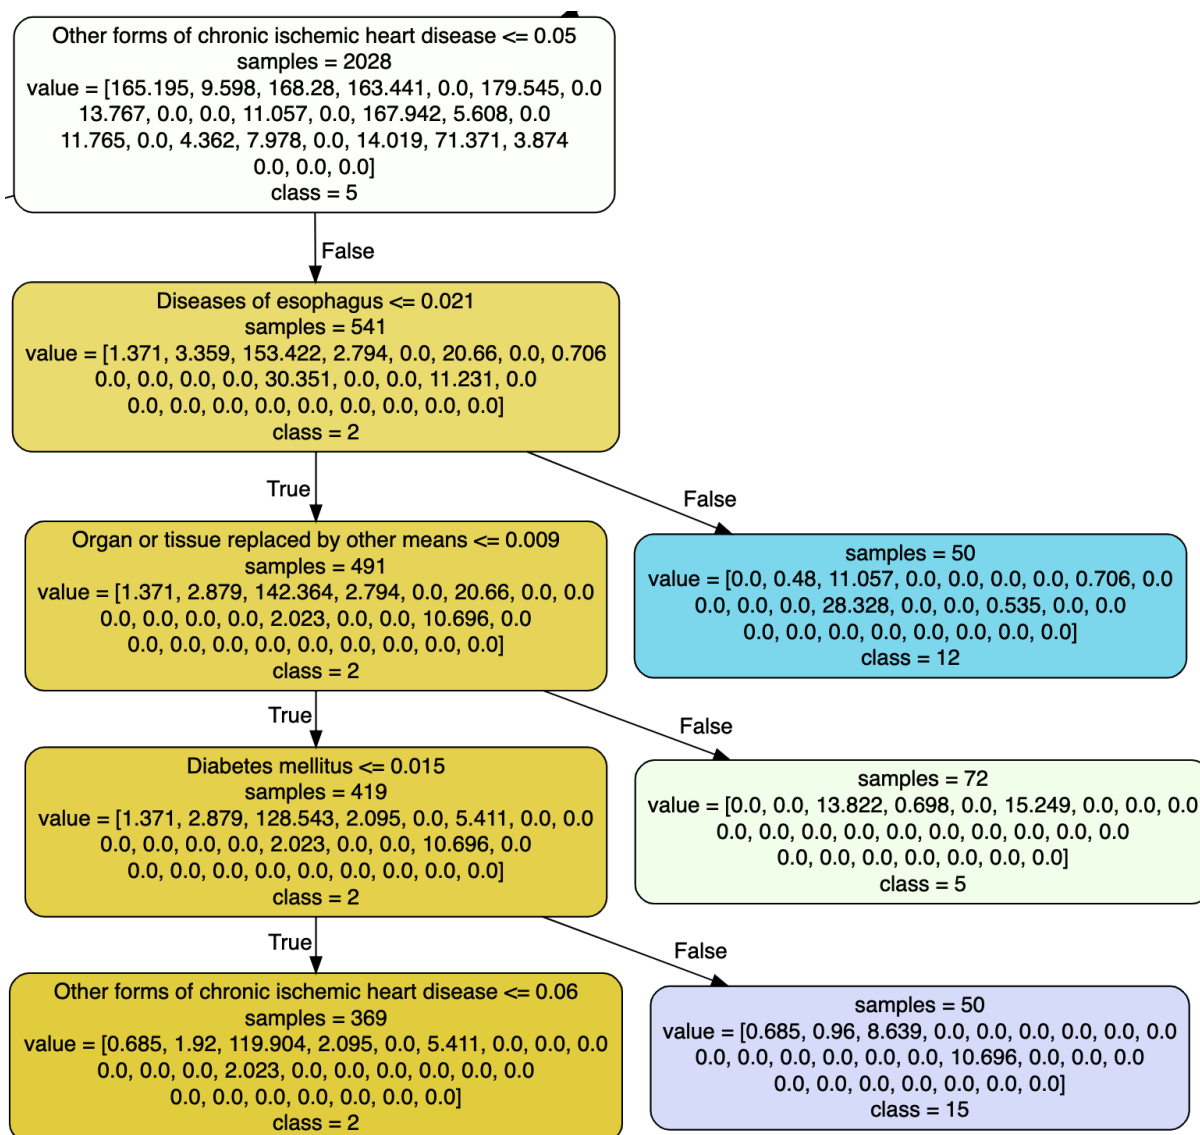 Other forms of chronic ischemic heart disease <= 0.05
samples = 2028
value = [165.195, 9.598, 168.28, 163.441, 0.0, 179.545, 0.0
13.767, 0.0, 0.0, 11.057, 0.0, 167.942, 5.608, 0.0
11.765, 0.0, 4.362, 7.978, 0.0, 14.019, 71.371, 3.874
0.0, 0.0, 0.0]
class = 5
False
Diseases of esophagus <= 0.021
samples = 541
value = [1.371, 3.359, 153.422, 2.794, 0.0, 20.66, 0.0, 0.706
0.0, 0.0, 0.0, 0.0, 30.351, 0.0, 0.0, 11.231, 0.0
0.0, 0.0, 0.0, 0.0, 0.0, 0.0, 0.0, 0.0, 0.0]
class = 2
True
False
Organ or tissue replaced by other means <= 0.009
samples = 491
value = [1.371, 2.879, 142.364, 2.794, 0.0, 20.66, 0.0, 0.0
0.0, 0.0, 0.0, 0.0, 2.023, 0.0, 0.0, 10.696, 0.0
0.0, 0.0, 0.0, 0.0, 0.0, 0.0, 0.0, 0.0, 0.0]
class = 2
samples = 50
value = [0.0, 0.48, 11.057, 0.0, 0.0, 0.0, 0.0, 0.706, 0.0
0.0, 0.0, 0.0, 28.328, 0.0, 0.0, 0.535, 0.0, 0.0
0.0, 0.0, 0.0, 0.0, 0.0, 0.0, 0.0, 0.0]
class = 12
True
False
Diabetes mellitus <= 0.015
samples = 419
value = [1.371, 2.879, 128.543, 2.095, 0.0, 5.411, 0.0, 0.0
0.0, 0.0, 0.0, 0.0, 2.023, 0.0, 0.0, 10.696, 0.0
0.0, 0.0, 0.0, 0.0, 0.0, 0.0, 0.0, 0.0, 0.0]
class = 2
samples = 72
value = [0.0, 0.0, 13.822, 0.698, 0.0, 15.249, 0.0, 0.0, 0.0
0.0, 0.0, 0.0, 0.0, 0.0, 0.0, 0.0, 0.0, 0.0, 0.0
0.0, 0.0, 0.0, 0.0, 0.0, 0.0, 0.0]
class = 5
True
False
Other forms of chronic ischemic heart disease <= 0.06
samples = 369
value = [0.685, 1.92, 119.904, 2.095, 0.0, 5.411, 0.0, 0.0, 0.0
0.0, 0.0, 0.0, 2.023, 0.0, 0.0, 0.0, 0.0, 0.0, 0.0
0.0, 0.0, 0.0, 0.0, 0.0, 0.0, 0.0]
class = 2
samples = 50
value = [0.685, 0.96, 8.639, 0.0, 0.0, 0.0, 0.0, 0.0, 0.0
0.0, 0.0, 0.0, 0.0, 0.0, 0.0, 10.696, 0.0, 0.0, 0.0
0.0, 0.0, 0.0, 0.0, 0.0, 0.0, 0.0]
class = 15